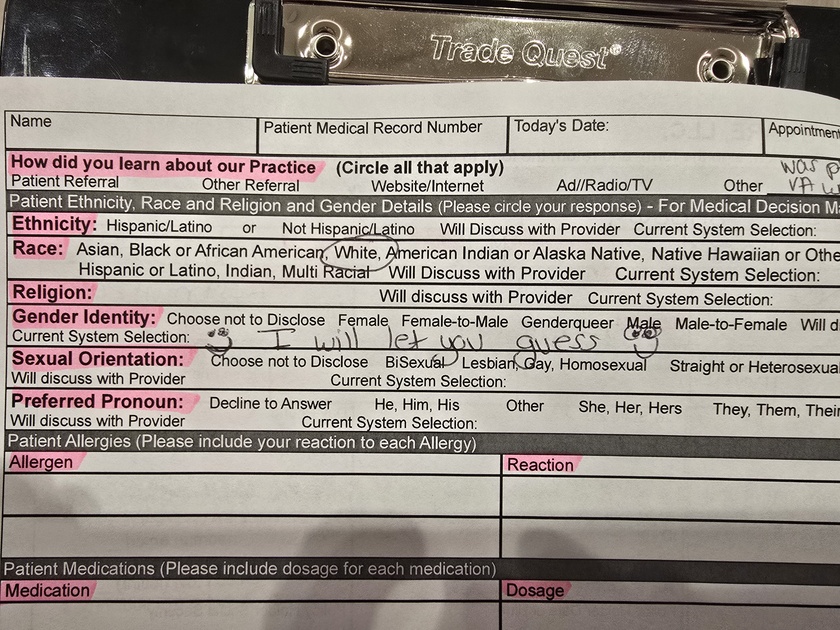 Trade Quest®
Name
Patient Medical Record Number
Today's Date:
Appointment
How did you learn about our Practice (Circle all that apply)
was
Patient Referral Other Referral Website/Internet Ad//Radio/TV Other
VA
Patient Ethnicity, Race and Religion and Gender Details (Please circle your response) - For Medical Decision
Ethnicity: Hispanic/Latino or Not Hispanic/Latino Will Discuss with Provider Current System Selection:
Race: Asian, Black or African American, White, American Indian or Alaska Native, Native Hawaiian or
Hispanic or Latino, Indian, Multi Racial Will Discuss with Provider Current System Selection:
Religion: Will discuss with Provider Current System Selection:
Gender Identity: Choose not to Disclose Female Female-to-Male Genderqueer Male Male-to-Female Will
Current System Selection: I will let you guess
Sexual Orientation: Choose not to Disclose BiSexual Lesbian, Gay, Homosexual Straight or Heterosexual
Will discuss with Provider Current System Selection:
Preferred Pronoun: Decline to Answer He, Him, His Other She, Her, Hers They, Them,
Will discuss with Provider Current System Selection:
Patient Allergies (Please include your reaction to each Allergy)
Allergen Reaction
Patient Medications (Please include dosage for each medication)
Medication Dosage